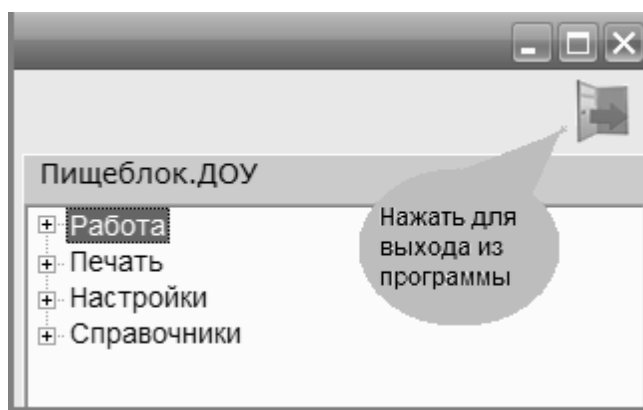 Пищеблок.ДОУ
Работа
Печать
Настройки
Справочники
Нажать для
выхода из
программы